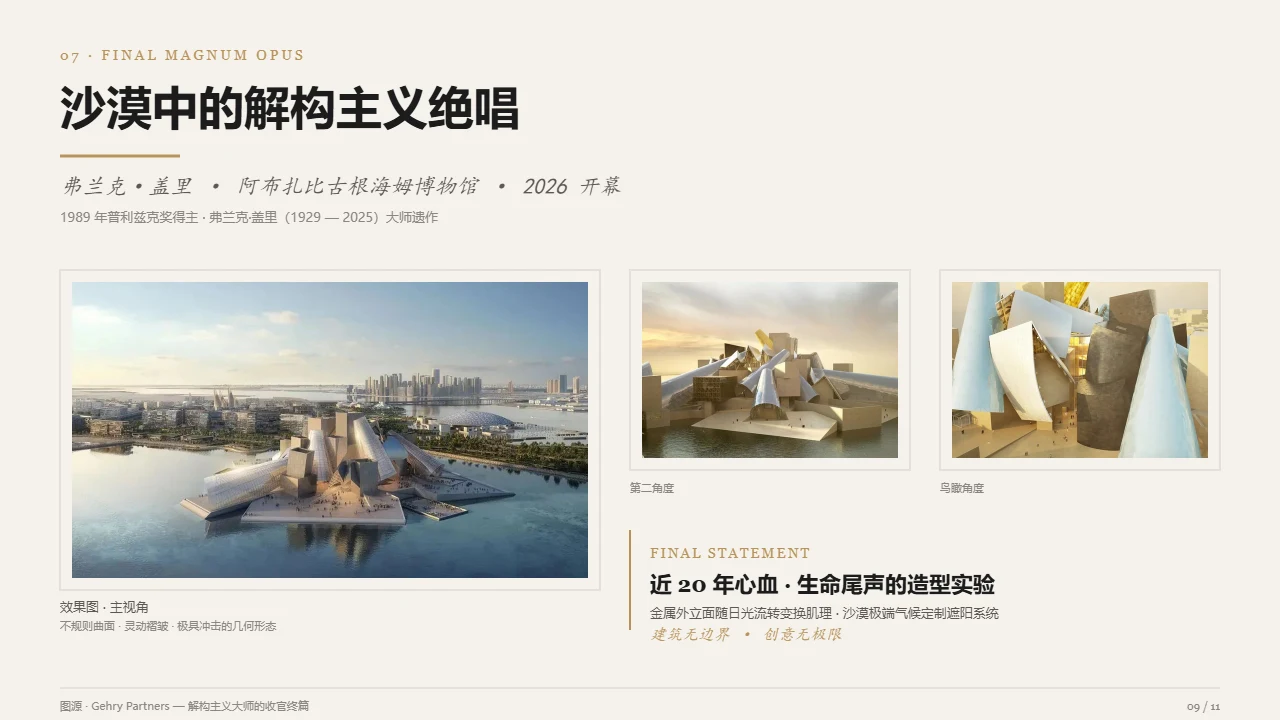 07 · FINAL MAGNUM OPUS
沙漠中的解构主义绝唱
弗兰克·盖里 • 阿布扎比古根海姆博物馆 • 2026 开幕
1989 年普利兹克奖得主 · 弗兰克·盖里（1929 — 2025）大师遗作
第二角度
鸟瞰角度
效果图 · 主视角
不规则曲面 · 灵动褶皱 · 极具冲击的几何形态
FINAL STATEMENT
近 20 年心血 · 生命尾声的造型实验
金属外立面随日光流转变换肌理 · 沙漠极端气候定制遮阳系统
建筑无边界 • 创意无极限
图源 · Gehry Partners — 解构主义大师的收官终篇
09 / 11